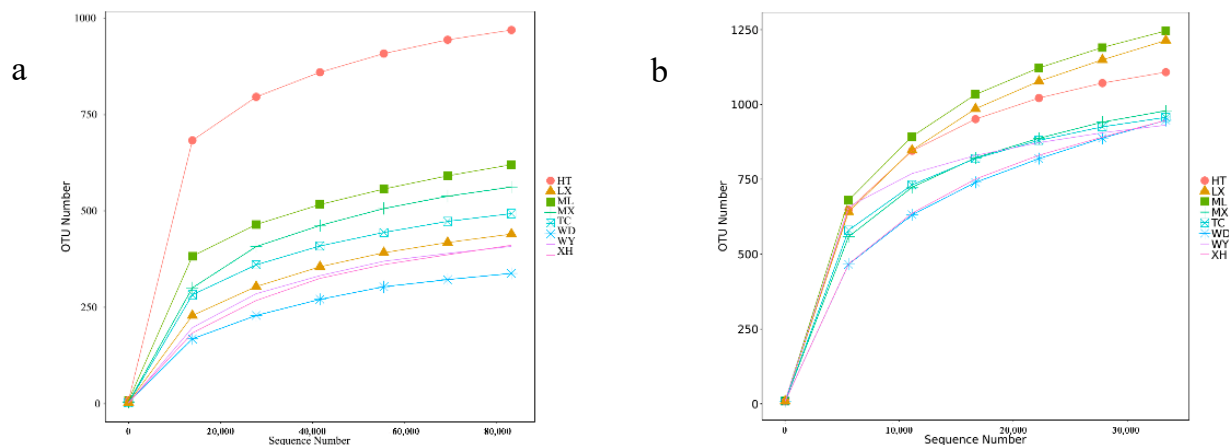 a
1000
750
500
250
0
OTU Number
0 20,000 40,000 60,000 80,000
Sequence Number
HT
LX
ML
MX
TC
WD
WY
XH
b
1250
1000
750
500
250
0
OTU Number
0 10,000 20,000 30,000
Sequence Number
HT
LX
ML
MX
TC
WD
WY
XH